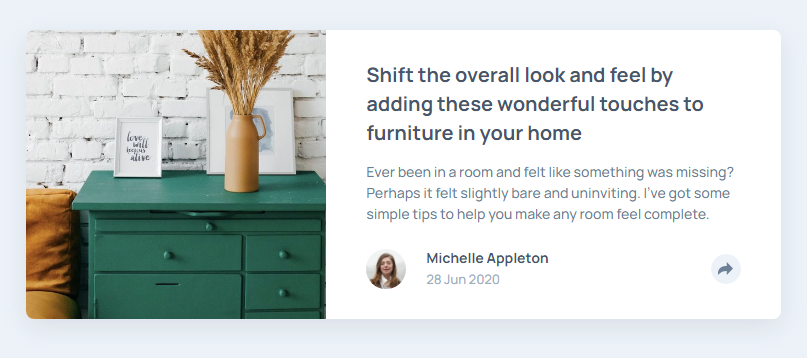 love
will
keep us
alive
Shift the overall look and feel by
adding these wonderful touches to
furniture in your home
Ever been in a room and felt like something was missing?
Perhaps it felt slightly bare and uninviting. I've got some
simple tips to help you make any room feel complete.
Michelle Appleton
28 Jun 2020